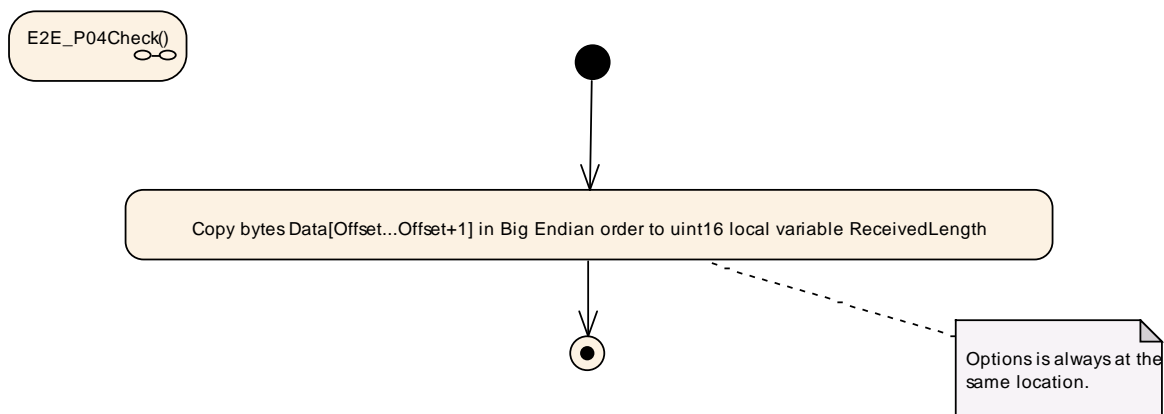 E2E_P04Check()
Copy bytes Data[Offset...Offset+1] in Big Endian order to uint16 local variable ReceivedLength
Options is always at the
same location.